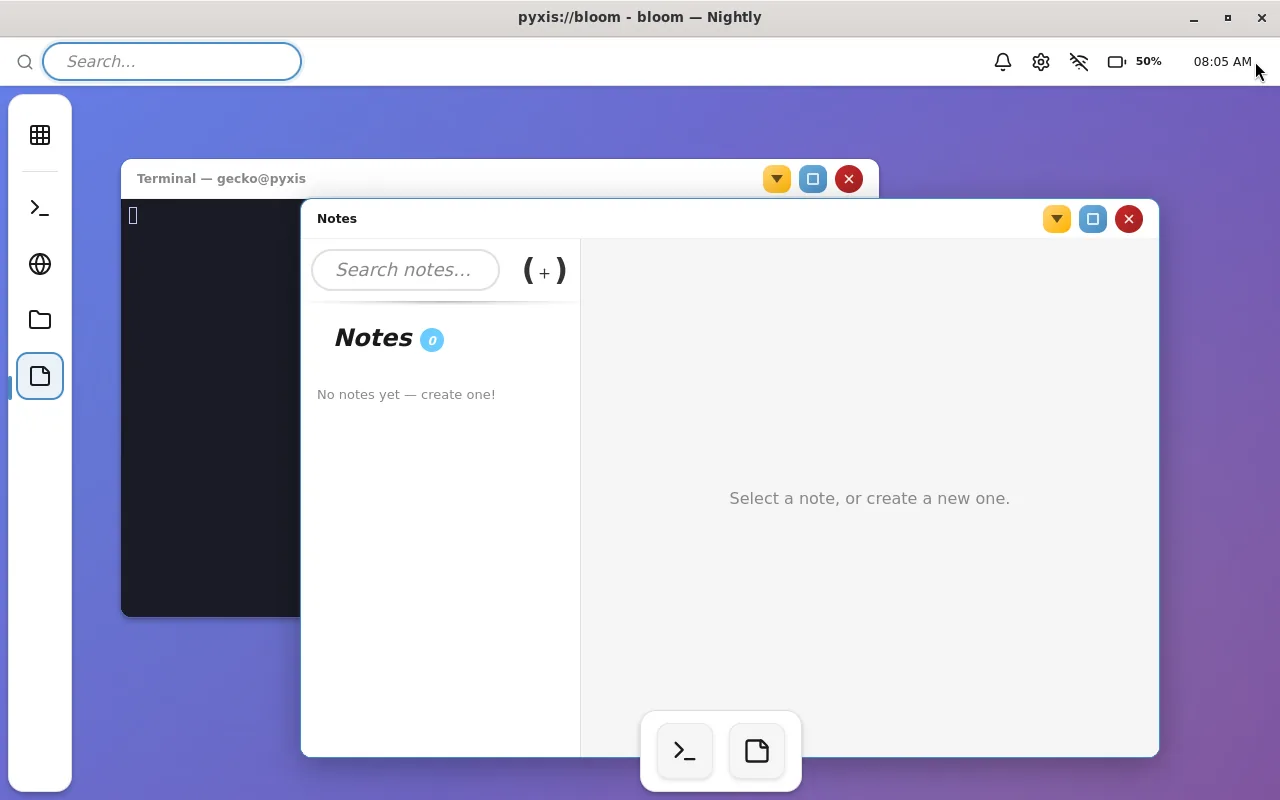 pyxis://bloom - bloom — Nightly
Search...
50%
08:05 AM
Terminal — gecko@pyxis
Notes
Search notes...
(+)
Notes 0
No notes yet — create one!
Select a note, or create a new one.